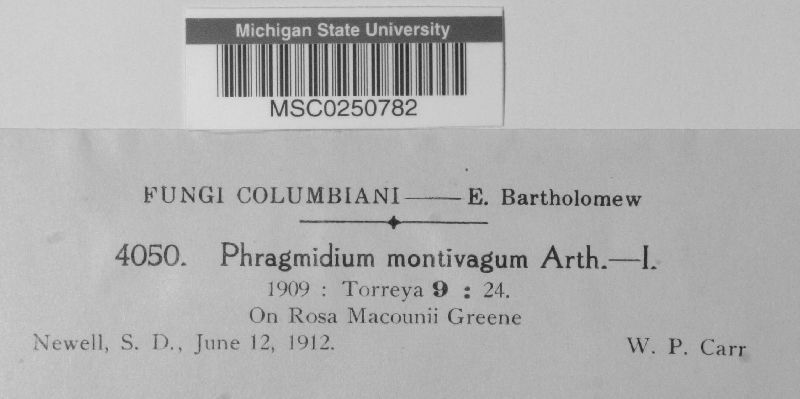 Michigan State University
MSC0250782
FUNGI COLUMBIANI — E. Bartholomew
4050. Phragmidium montivagum Arth.—I.
1909 : Torreya 9 : 24.
On Rosa Macounii Greene
Newell, S. D., June 12, 1912. W. P. Carr